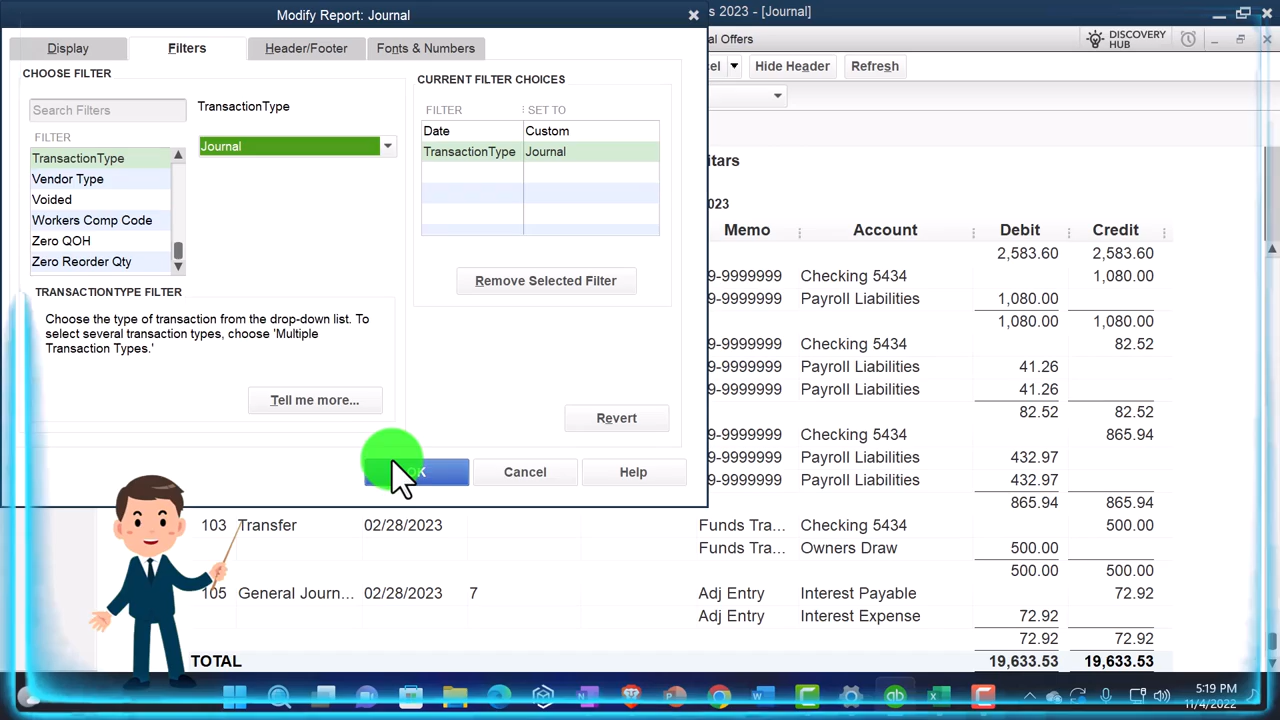 Modify Report: Journal
s 2023 - [Journal]
Display
Filters
Header/Footer
Fonts & Numbers
al Offers
DISCOVERY
HUB
CHOOSE FILTER
CURRENT FILTER CHOICES
Hide Header
Refresh
Search Filters
TransactionType
FILTER
SET TO
FILTER
Journal
Date
Custom
TransactionType
Journal
TransactionType
Vendor Type
Voided
Workers Comp Code
Zero QOH
Zero Reorder Qty
Remove Selected Filter
TRANSACTIONTYPE FILTER
Choose the type of transaction from the drop-down list. To
select several transaction types, choose 'Multiple
Transaction Types.'
Tell me more...
Revert
OK
Cancel
Help
itars
023
Memo Account Debit Credit
2,583.60 2,583.60
9-9999999 Checking 5434 1,080.00
9-9999999 Payroll Liabilities 1,080.00
1,080.00 1,080.00
9-9999999 Checking 5434 82.52
9-9999999 Payroll Liabilities 41.26
9-9999999 Payroll Liabilities 41.26
82.52 82.52
9-9999999 Checking 5434 865.94
9-9999999 Payroll Liabilities 432.97
9-9999999 Payroll Liabilities 432.97
865.94 865.94
103 Transfer 02/28/2023 Funds Tra... Checking 5434 500.00
Funds Tra... Owners Draw 500.00
500.00 500.00
105 General Journ... 02/28/2023 7 Adj Entry Interest Payable 72.92
Adj Entry Interest Expense 72.92
72.92 72.92
TOTAL 19,633.53 19,633.53
5:19 PM
11/4/2022